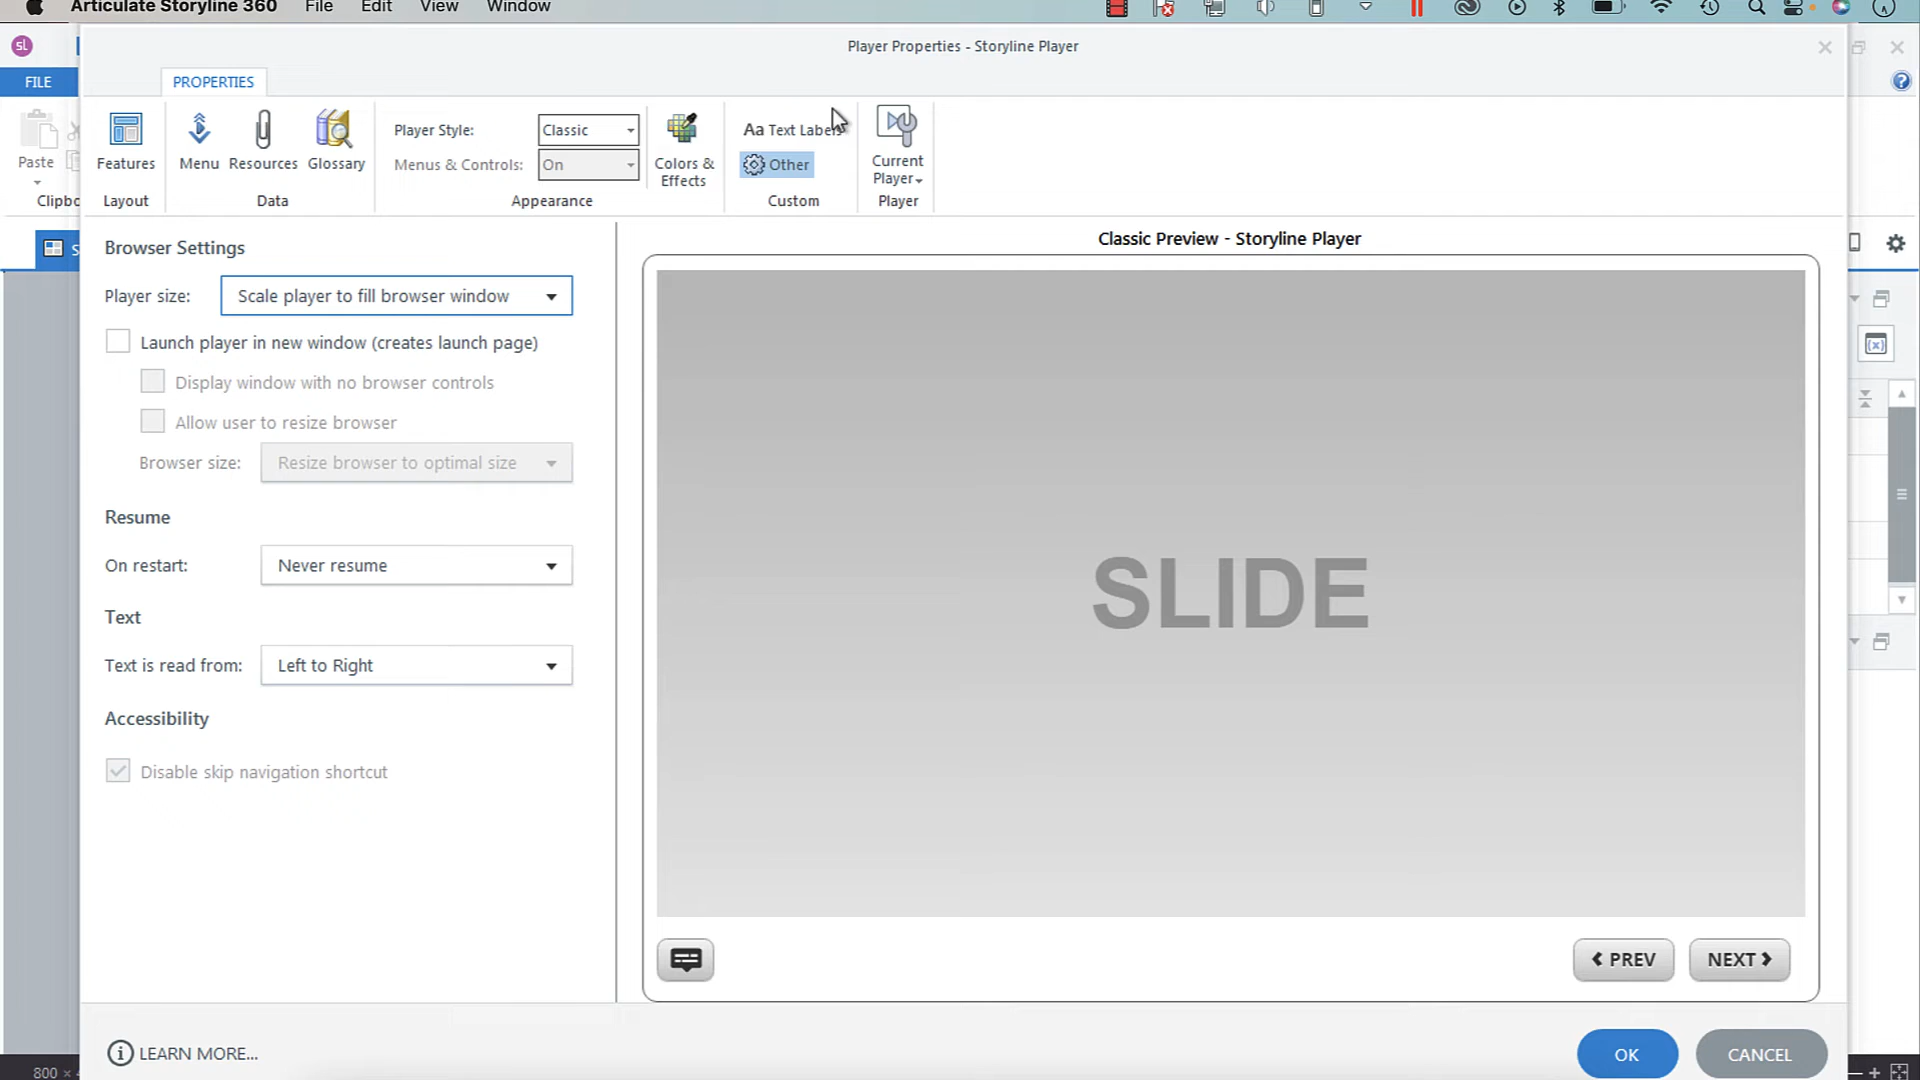 Articulate Storyline 360 File Edit View Window
Player Properties - Storyline Player
sl
FILE
PROPERTIES
Paste
Features
Menu
Resources
Glossary
Player Style:
Classic
Menus & Controls:
On
Colors &
Effects
Aa Text Labels
Other
Current
Player
Clipbo
Layout
Data
Appearance
Custom
Player
S
Browser Settings
Player size:
Scale player to fill browser window
Launch player in new window (creates launch page)
Display window with no browser controls
Allow user to resize browser
Browser size:
Resize browser to optimal size
Resume
On restart:
Never resume
Text
Text is read from:
Left to Right
Accessibility
Disable skip navigation shortcut
Classic Preview - Storyline Player
(x)
SLIDE
PREV
NEXT
LEARN MORE...
OK
CANCEL
800 ×